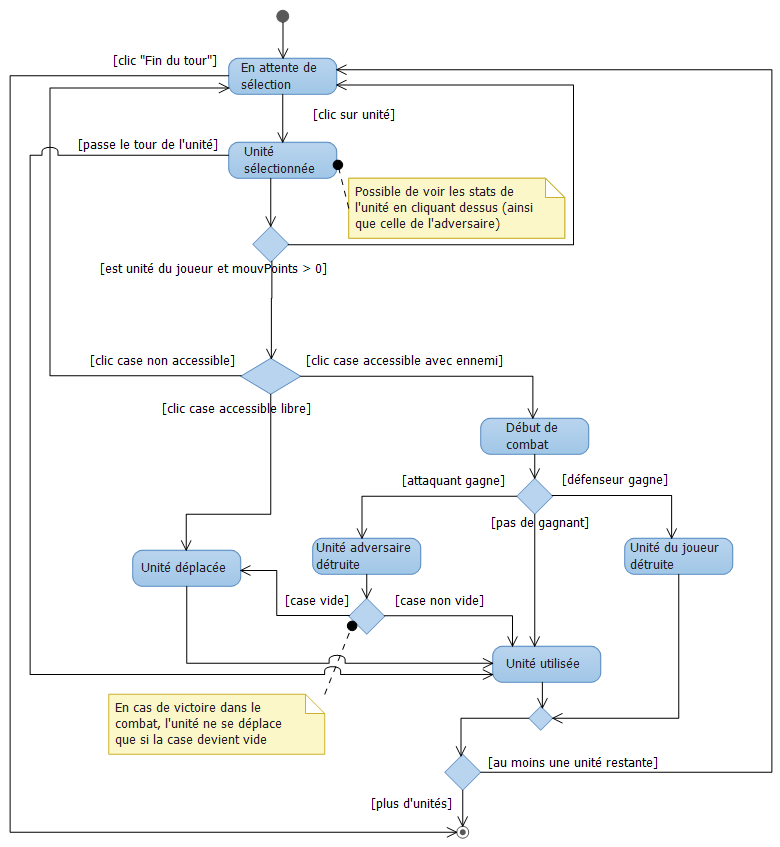 [clic "Fin du tour"]
En attente de
sélection
[clic sur unité]
[passe le tour de l'unité]
Unité
sélectionnée
Possible de voir les stats de
l'unité en cliquant dessus (ainsi
que celle de l'adversaire)
[est unité du joueur et mouvPoints > 0]
[clic case non accessible]
[clic case accessible avec ennemi]
[clic case accessible libre]
Début de
combat
[attaquant gagne]
[défenseur gagne]
[pas de gagnant]
Unité déplacée
Unité adversaire
détruite
Unité du joueur
détruite
[case vide]
[case non vide]
Unité utilisée
En cas de victoire dans le
combat, l'unité ne se déplace
que si la case devient vide
[au moins une unité restante]
[plus d'unités]